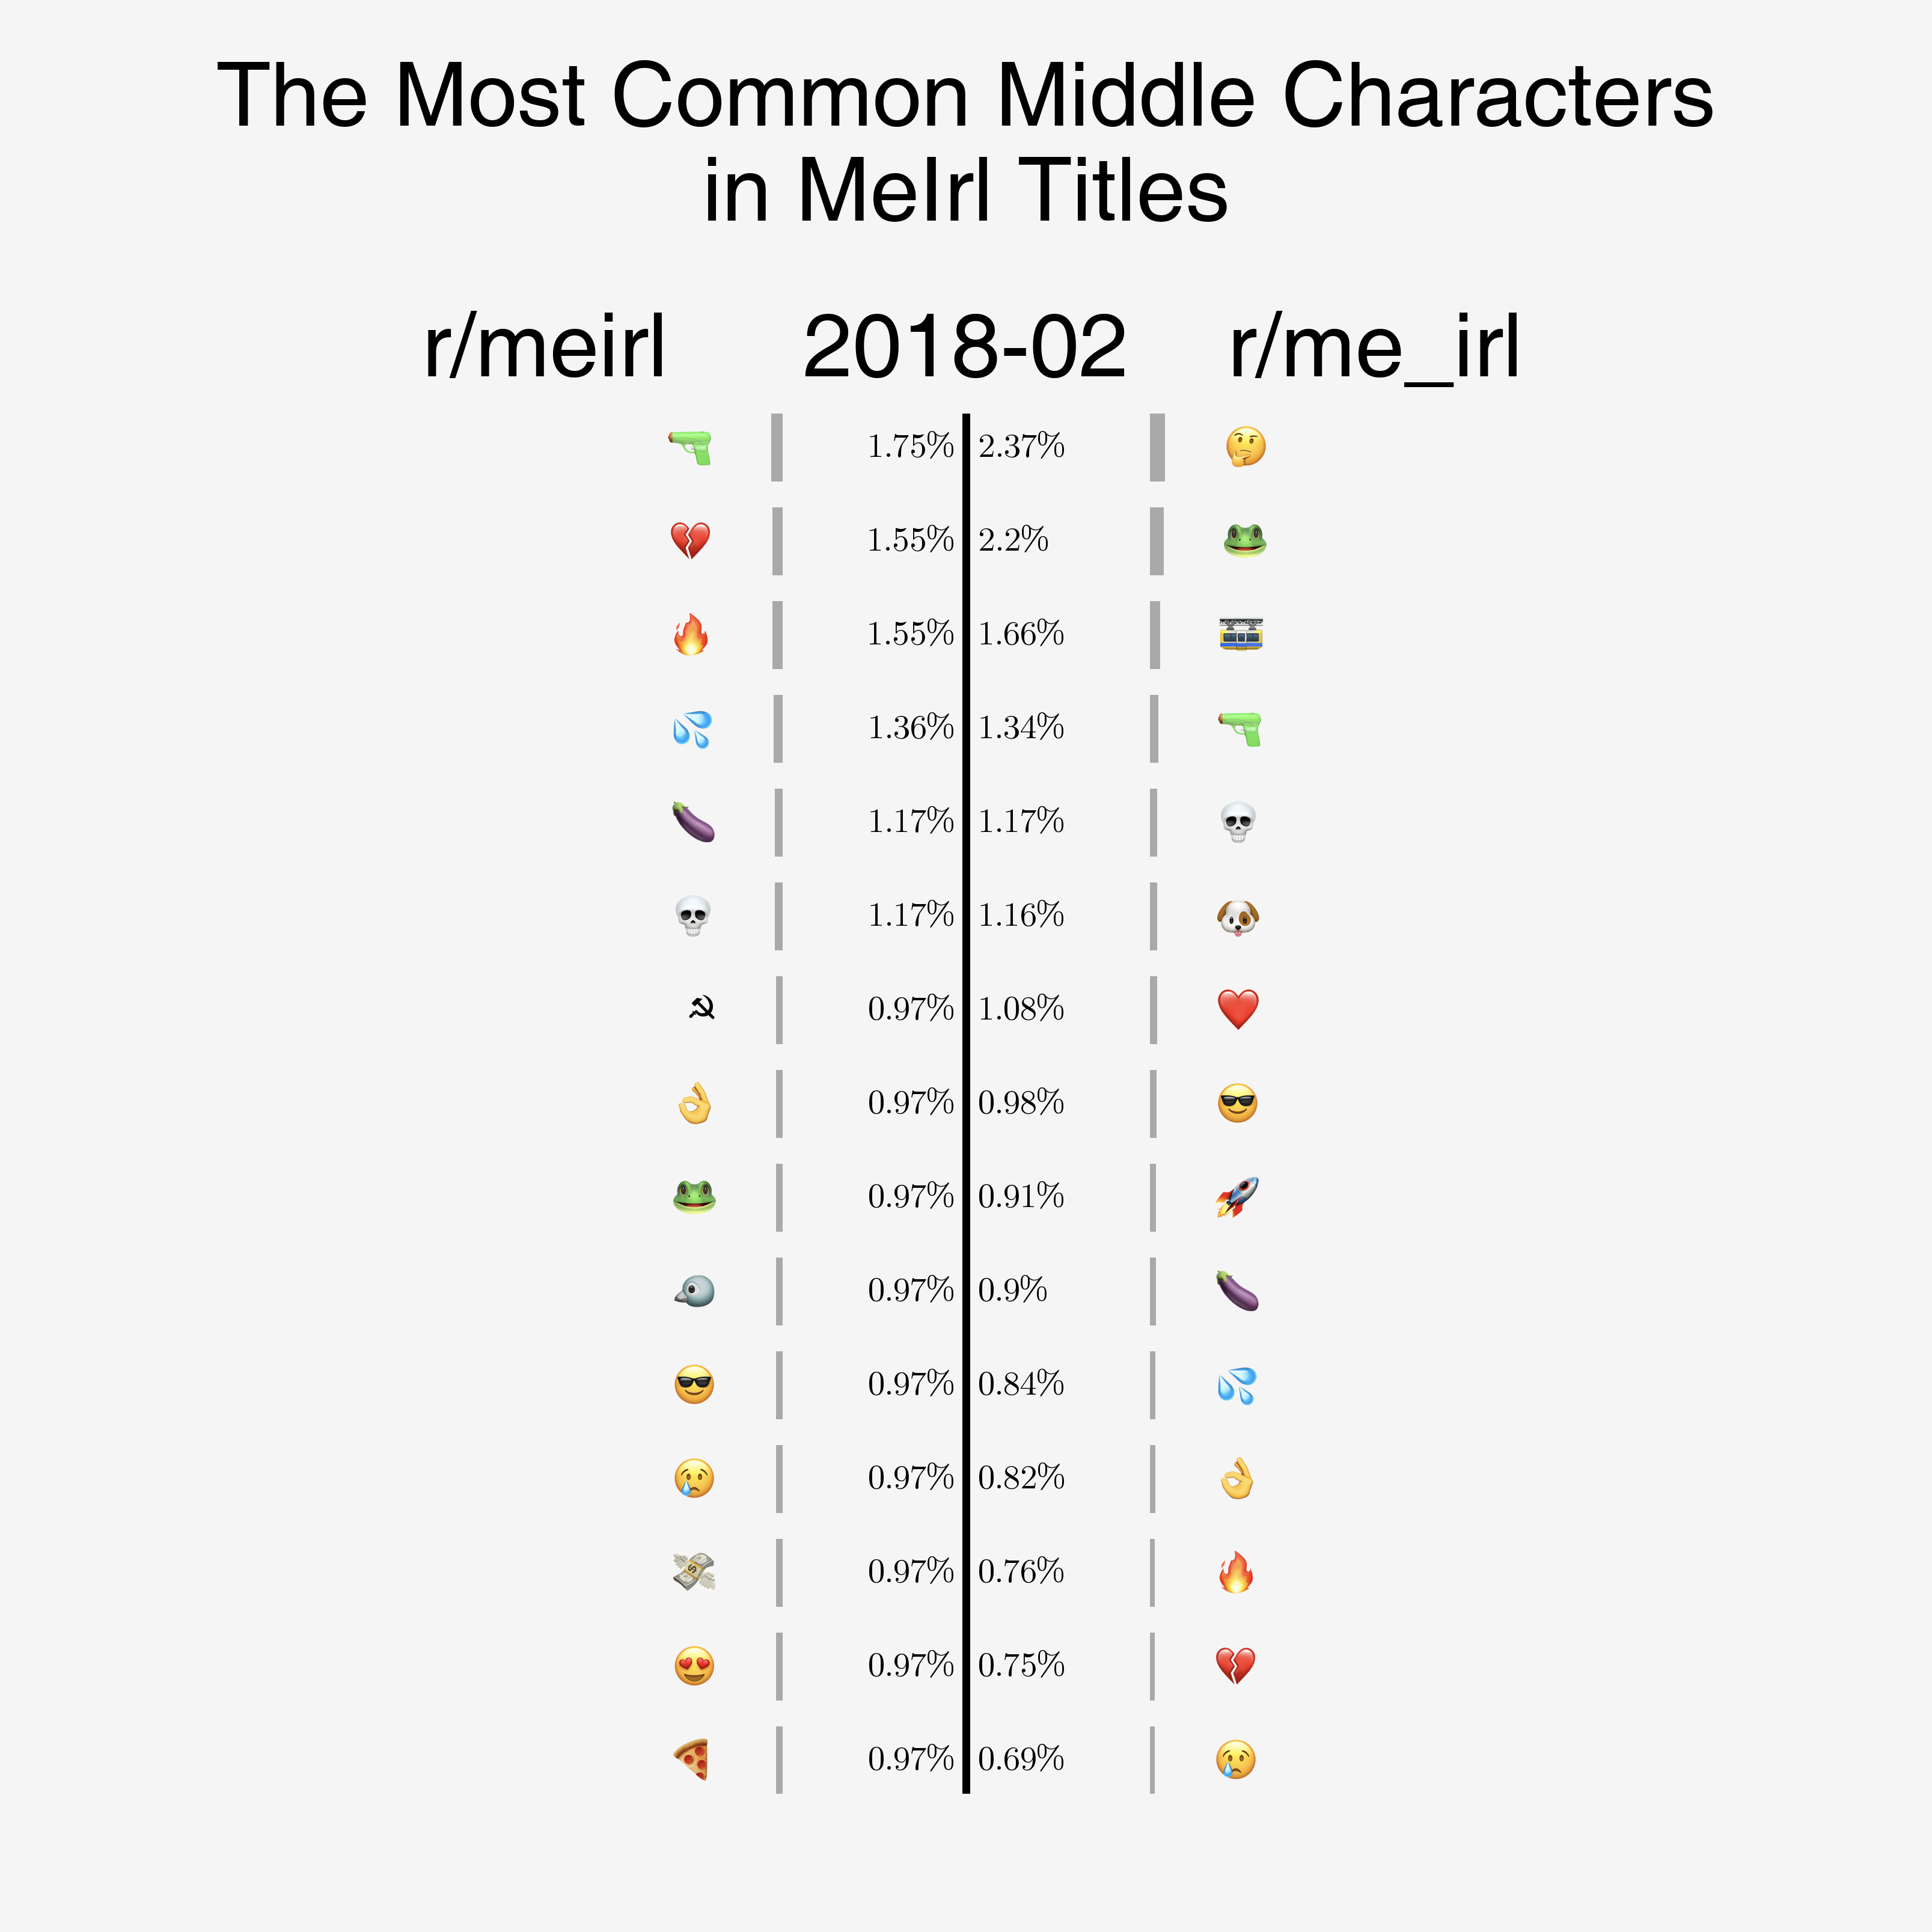 The Most Common Middle Characters
in MeIrl Titles
r/meirl 2018-02 r/me_irl
🔫 1.75% 2.37% 🤔
💔 1.55% 2.2% 🐸
🔥 1.55% 1.66% 🚟
💦 1.36% 1.34% 🔫
🍆 1.17% 1.17% 💀
💀 1.17% 1.16% 🐶
☭ 0.97% 1.08% ❤️
👌 0.97% 0.98% 😎
🐸 0.97% 0.91% 🚀
🐦 0.97% 0.9% 🍆
😎 0.97% 0.84% 💦
😢 0.97% 0.82% 👌
💸 0.97% 0.76% 🔥
😍 0.97% 0.75% 💔
🍕 0.97% 0.69% 😢